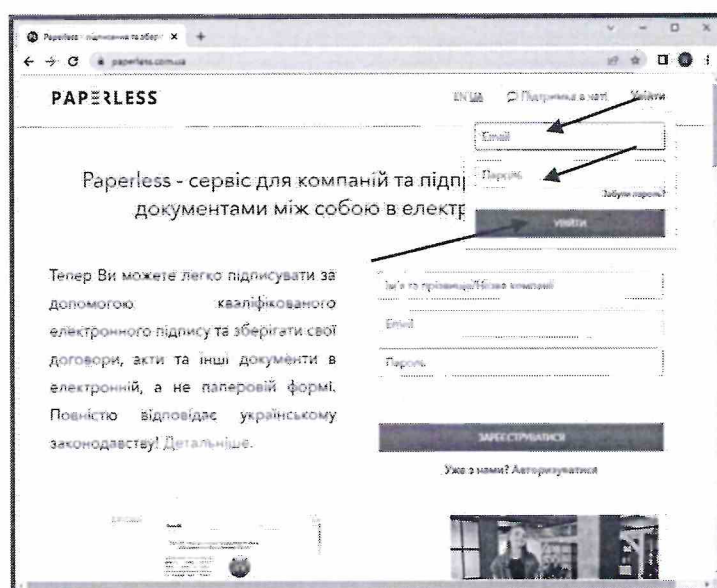 Paperless - підписання та збер
paperless.com.ua
PAPERLESS
EN UA Підтримка в чаті Увійти
Email
Пароль
Забули пароль?
УВІЙТИ
Paperless - сервіс для компаній та підпр
документами між собою в електр
Тепер Ви можете легко підписувати за
допомогою кваліфікованого
електронного підпису та зберігати свої
договори, акти та інші документи в
електронній, а не паперовій формі.
Повністю відповідає українському
законодавству! Детальніше.
Ім'я та прізвище/Назва компанії
Email
Пароль
ЗАРЕЄСТРУВАТИСЯ
Уже з нами? Авторизуватися